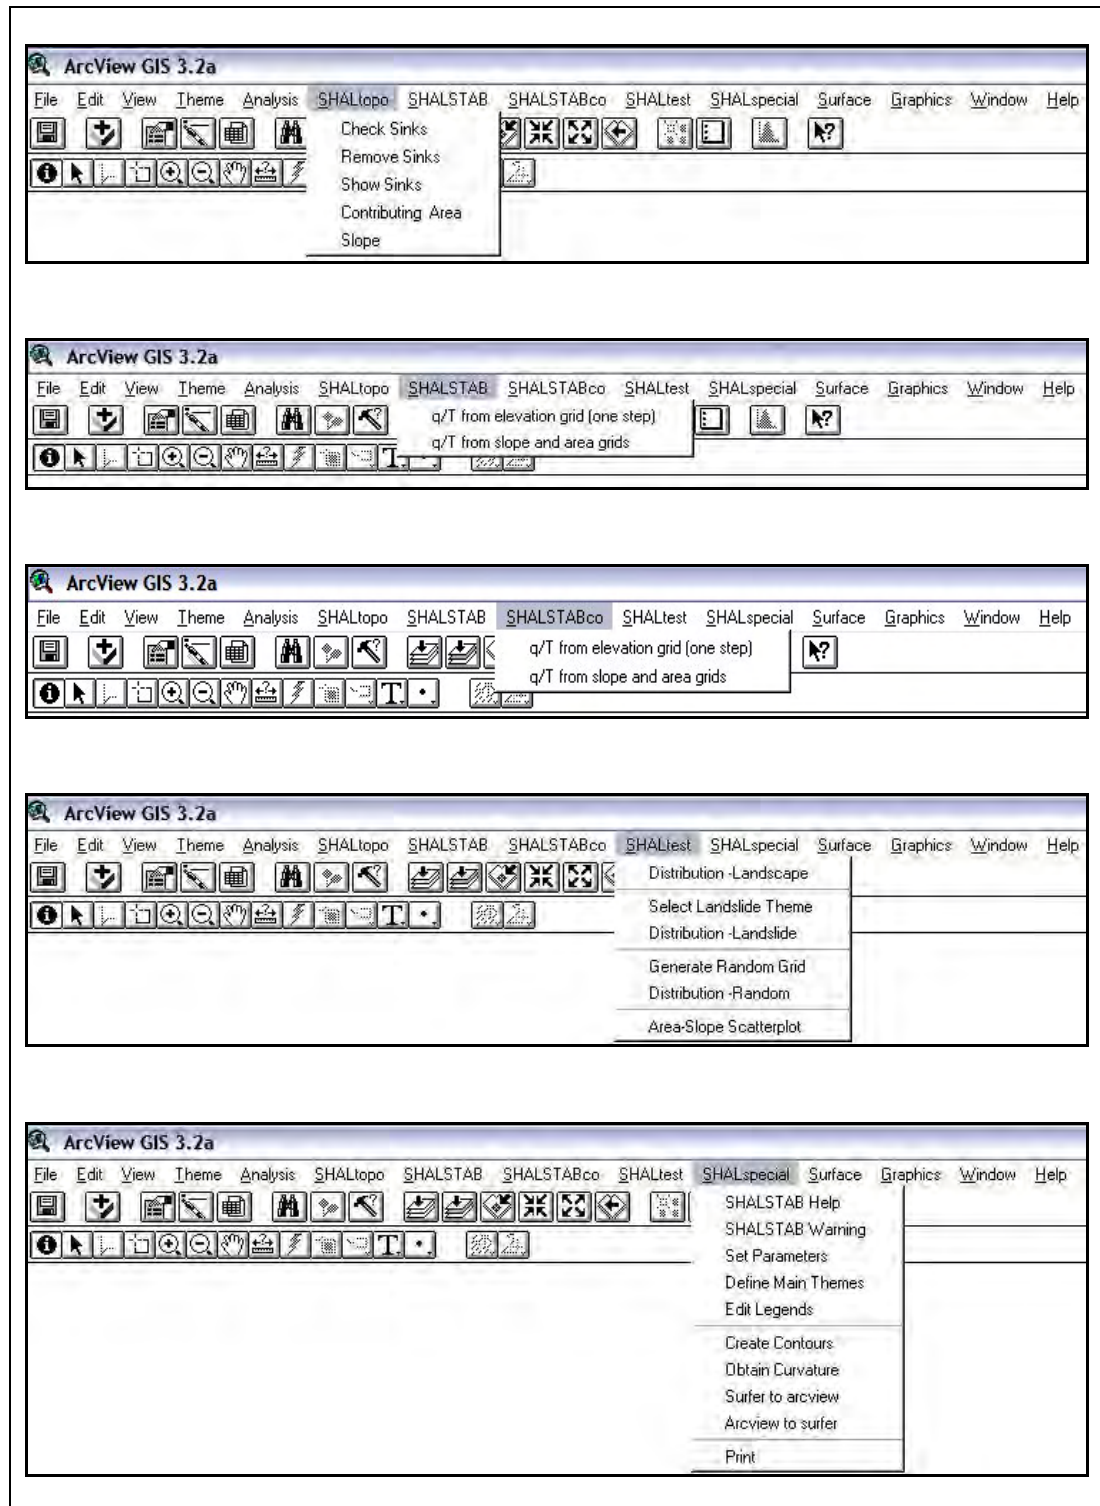 ArcView GIS 3.2a
File Edit View Theme Analysis SHALtopo SHALSTAB SHALSTABco SHALtest SHALspecial Surface Graphics Window Help
Check Sinks
Remove Sinks
Show Sinks
Contributing Area
Slope
ArcView GIS 3.2a
File Edit View Theme Analysis SHALtopo SHALSTAB SHALSTABco SHALtest SHALspecial Surface Graphics Window Help
q/T from elevation grid (one step)
q/T from slope and area grids
ArcView GIS 3.2a
File Edit View Theme Analysis SHALtopo SHALSTAB SHALSTABco SHALtest SHALspecial Surface Graphics Window Help
q/T from elevation grid (one step)
q/T from slope and area grids
ArcView GIS 3.2a
File Edit View Theme Analysis SHALtopo SHALSTAB SHALSTABco SHALtest SHALspecial Surface Graphics Window Help
Distribution -Landscape
Select Landslide Theme
Distribution -Landslide
Generate Random Grid
Distribution -Random
Area-Slope Scatterplot
ArcView GIS 3.2a
File Edit View Theme Analysis SHALtopo SHALSTAB SHALSTABco SHALtest SHALspecial Surface Graphics Window Help
SHALSTAB Help
SHALSTAB Warning
Set Parameters
Define Main Themes
Edit Legends
Create Contours
Obtain Curvature
Surfer to arcview
Arcview to surfer
Print